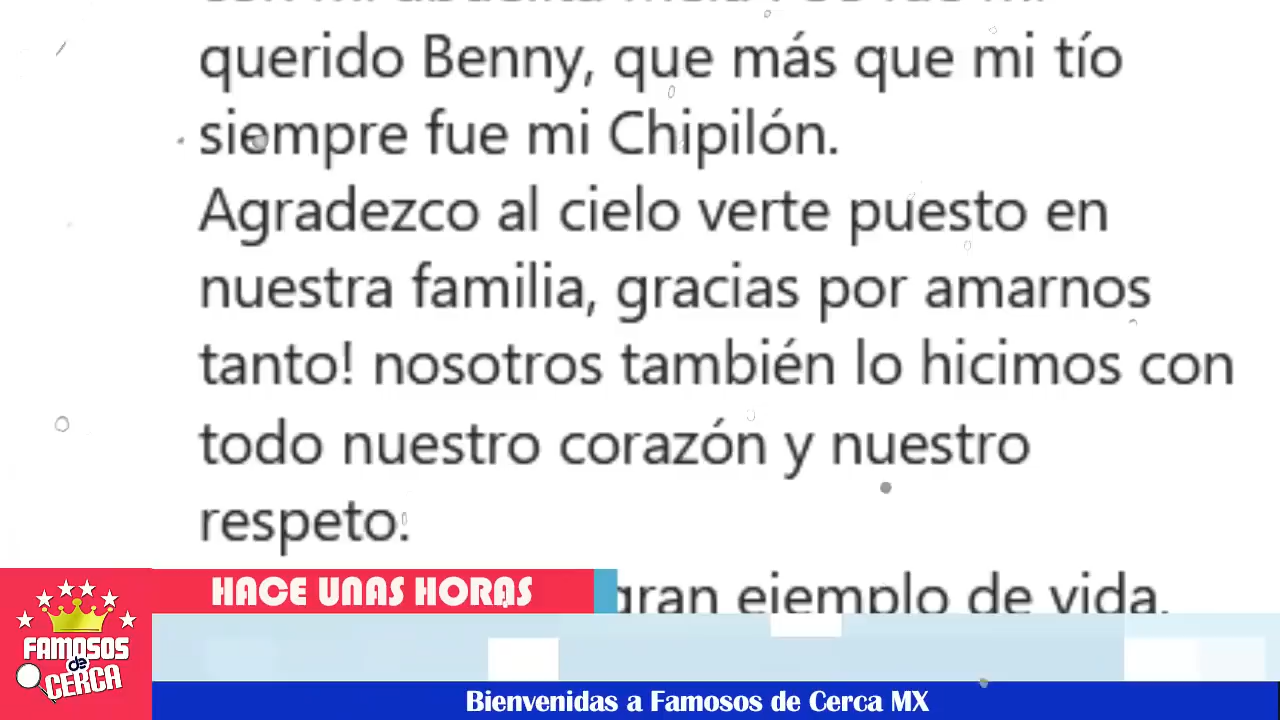 querido Benny, que más que mi tío
siempre fue mi Chipilón.
Agradezco al cielo verte puesto en
nuestra familia, gracias por amarnos
tanto! nosotros también lo hicimos con
todo nuestro corazón y nuestro
respeto.
gran ejemplo de vida.
HACE UNAS HORAS
FAMOSOS
de
CERCA
Bienvenidas a Famosos de Cerca MX